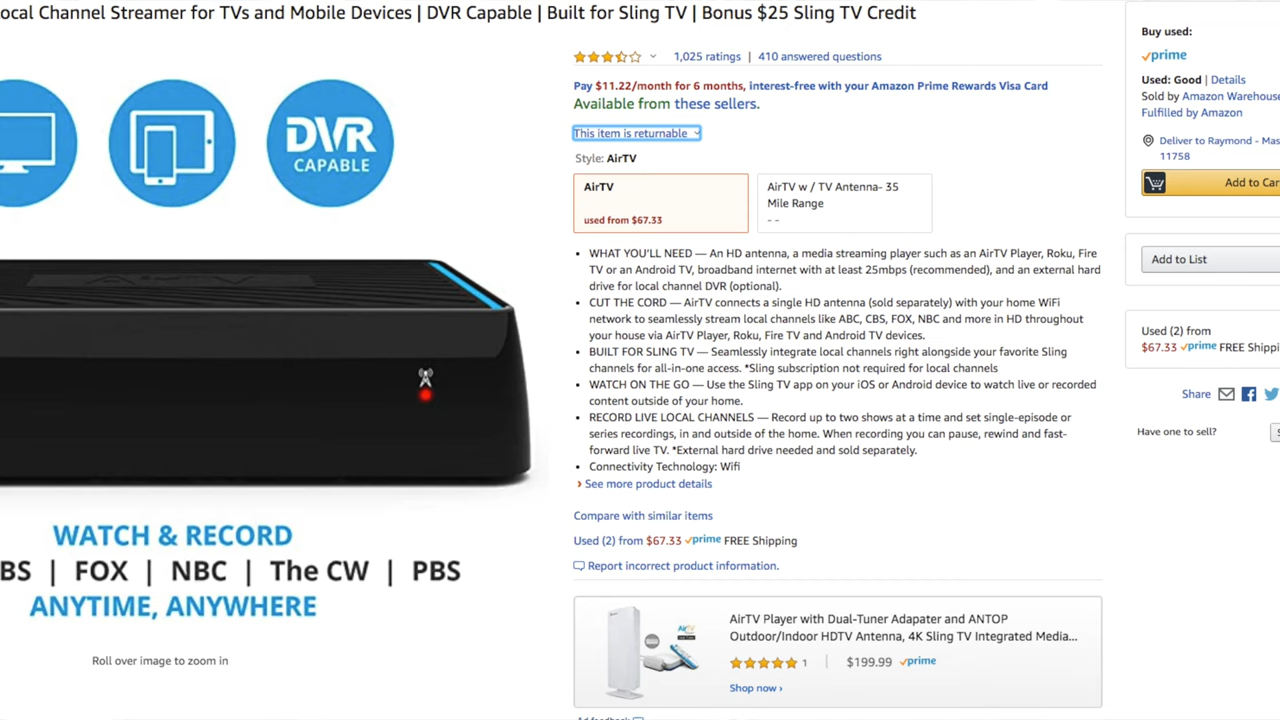 ocal Channel Streamer for TVs and Mobile Devices | DVR Capable | Built for Sling TV | Bonus $25 Sling TV Credit
DVR
CAPABLE
AirTV
WATCH & RECORD
BS | FOX | NBC | The CW | PBS
ANYTIME, ANYWHERE
Roll over image to zoom in
1,025 ratings | 410 answered questions
Pay $11.22/month for 6 months, interest-free with your Amazon Prime Rewards Visa Card
Available from these sellers.
This item is returnable
Style: AirTV
AirTV
used from $67.33
AirTV w / TV Antenna- 35
Mile Range
- -
• WHAT YOU'LL NEED — An HD antenna, a media streaming player such as an AirTV Player, Roku, Fire
TV or an Android TV, broadband internet with at least 25mbps (recommended), and an external hard
drive for local channel DVR (optional).
• CUT THE CORD — AirTV connects a single HD antenna (sold separately) with your home WiFi
network to seamlessly stream local channels like ABC, CBS, FOX, NBC and more in HD throughout
your house via AirTV Player, Roku, Fire TV and Android TV devices.
• BUILT FOR SLING TV — Seamlessly integrate local channels right alongside your favorite Sling
channels for all-in-one access. *Sling subscription not required for local channels
• WATCH ON THE GO — Use the Sling TV app on your iOS or Android device to watch live or recorded
content outside of your home.
• RECORD LIVE LOCAL CHANNELS — Record up to two shows at a time and set single-episode or
series recordings, in and outside of the home. When recording you can pause, rewind and fast-
forward live TV. *External hard drive needed and sold separately.
• Connectivity Technology: Wifi
› See more product details
Compare with similar items
Used (2) from $67.33 prime FREE Shipping
Report incorrect product information.
AirTV Player with Dual-Tuner Adapater and ANTOP
Outdoor/Indoor HDTV Antenna, 4K Sling TV Integrated Media...
1 | $199.99 prime
Shop now ›
Ad feedback
Buy used:
prime
Used: Good | Details
Sold by Amazon Warehouse
Fulfilled by Amazon
Deliver to Raymond - Mas
11758
Add to Car
Add to List
Used (2) from
$67.33 prime FREE Shippi
Share
Have one to sell?
S